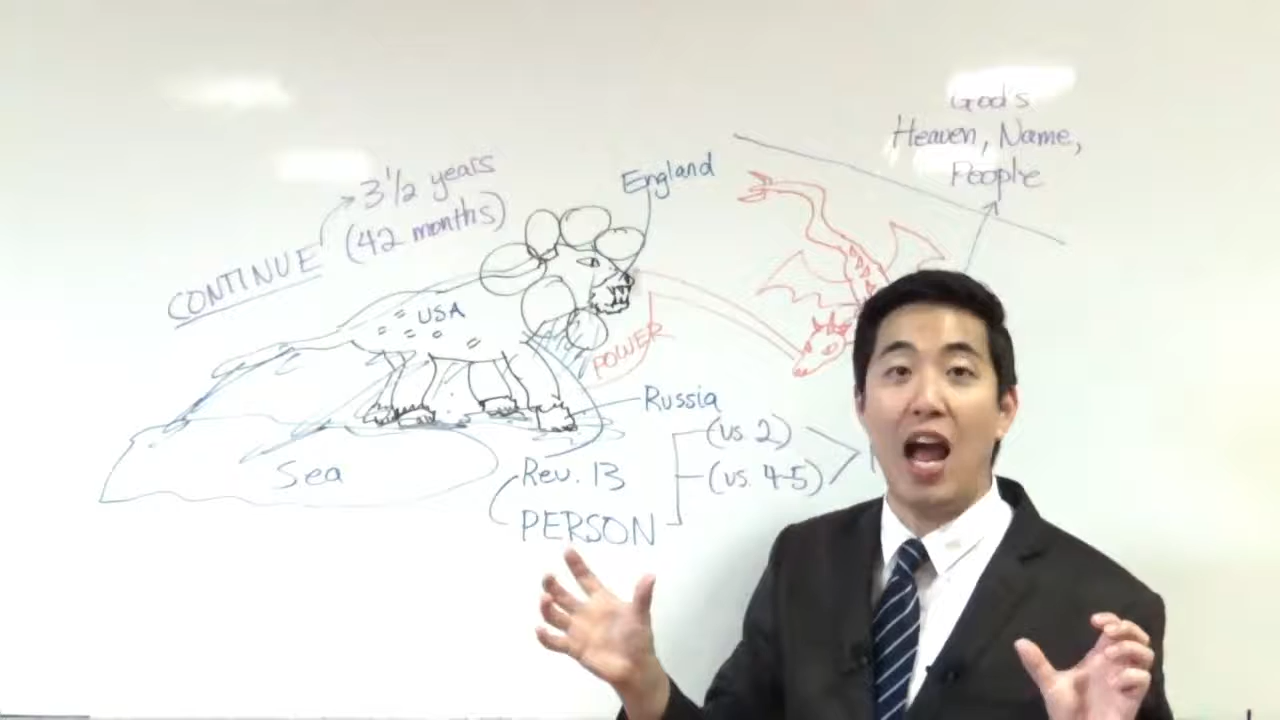 God's
Heaven, Name,
People
England
3 1/2 years
(42 months)
CONTINUE
USA
POWER
Russia
(vs. 2)
(vs. 4-5)
Sea
Rev. 13
PERSON